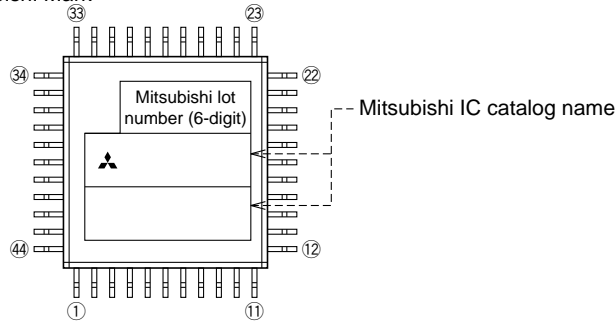 ㉝ ㉓
㉞ ㉒
Mitsubishi lot
number (6-digit)
Mitsubishi IC catalog name
㊹ ⑫
① ⑪